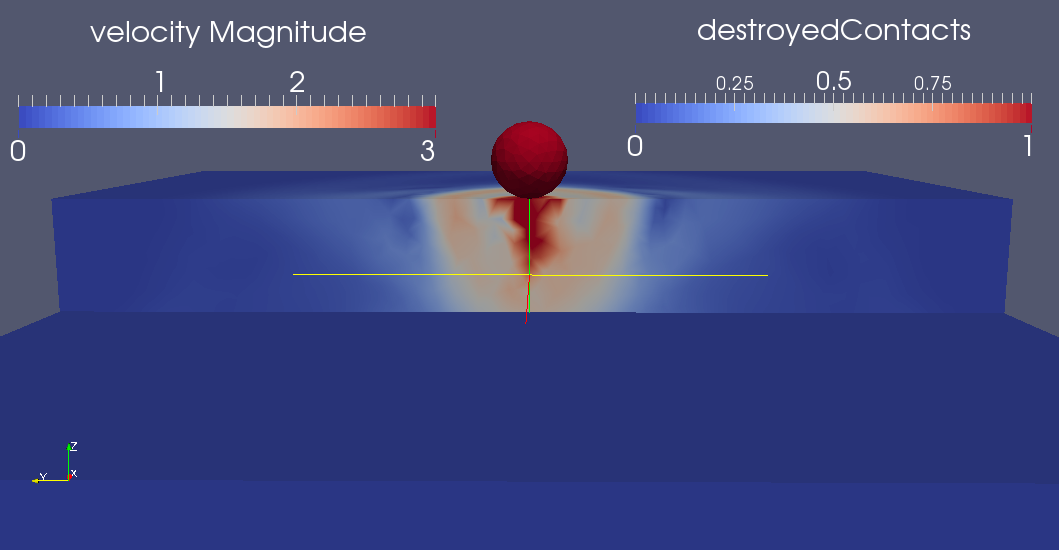 velocity Magnitude
1 2
0 3
destroyedContacts
0.25 0.5 0.75
0 1
Z
Y X